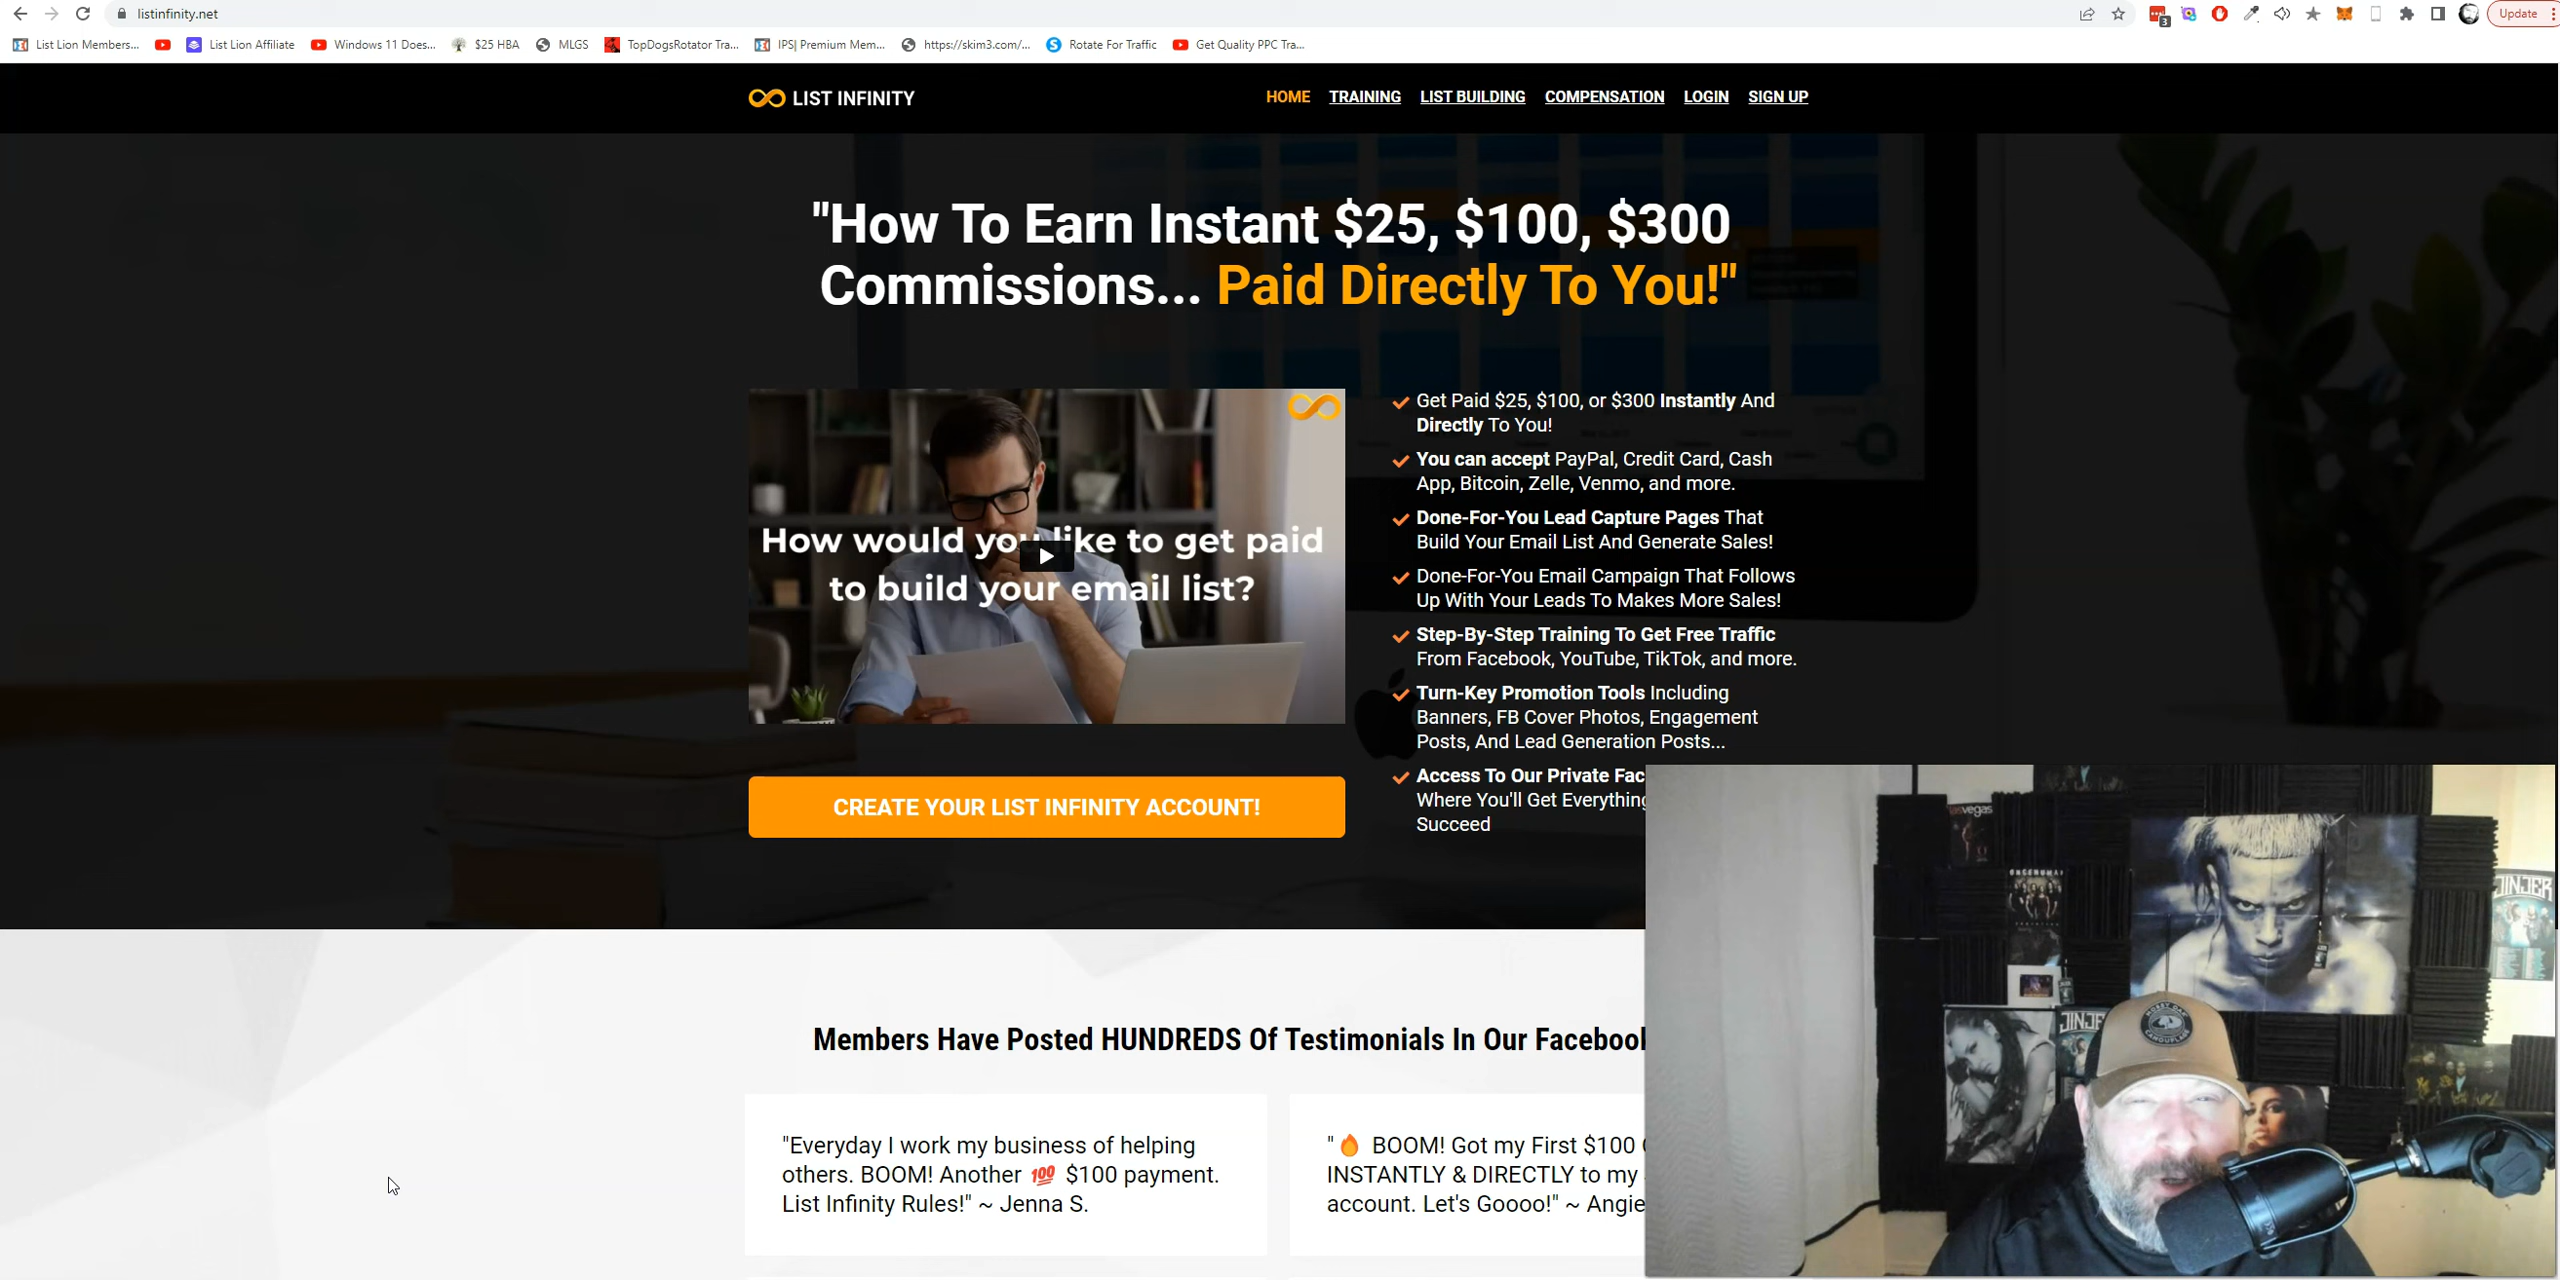 listinfinity.net
Update
3
List Lion Members...
List Lion Affiliate
Windows 11 Does...
$25 HBA
MLGS
TopDogsRotator Tra...
IPS| Premium Mem...
https://skim3.com/...
Rotate For Traffic
Get Quality PPC Tra...
LIST INFINITY
HOME TRAINING LIST BUILDING COMPENSATION LOGIN SIGN UP
"How To Earn Instant $25, $100, $300
Commissions... Paid Directly To You!"
How would you like to get paid
to build your email list?
CREATE YOUR LIST INFINITY ACCOUNT!
Get Paid $25, $100, or $300 Instantly And
Directly To You!
You can accept PayPal, Credit Card, Cash
App, Bitcoin, Zelle, Venmo, and more.
Done-For-You Lead Capture Pages That
Build Your Email List And Generate Sales!
Done-For-You Email Campaign That Follows
Up With Your Leads To Makes More Sales!
Step-By-Step Training To Get Free Traffic
From Facebook, YouTube, TikTok, and more.
Turn-Key Promotion Tools Including
Banners, FB Cover Photos, Engagement
Posts, And Lead Generation Posts...
Access To Our Private Fac
Where You'll Get Everything
Succeed
Members Have Posted HUNDREDS Of Testimonials In Our Facebook
"Everyday I work my business of helping
others. BOOM! Another 💯 $100 payment.
List Infinity Rules!" ~ Jenna S.
"🔥 BOOM! Got my First $100
INSTANTLY & DIRECTLY to my
account. Let's Goooo!" ~ Angie
vegas
JINJER
JINJER